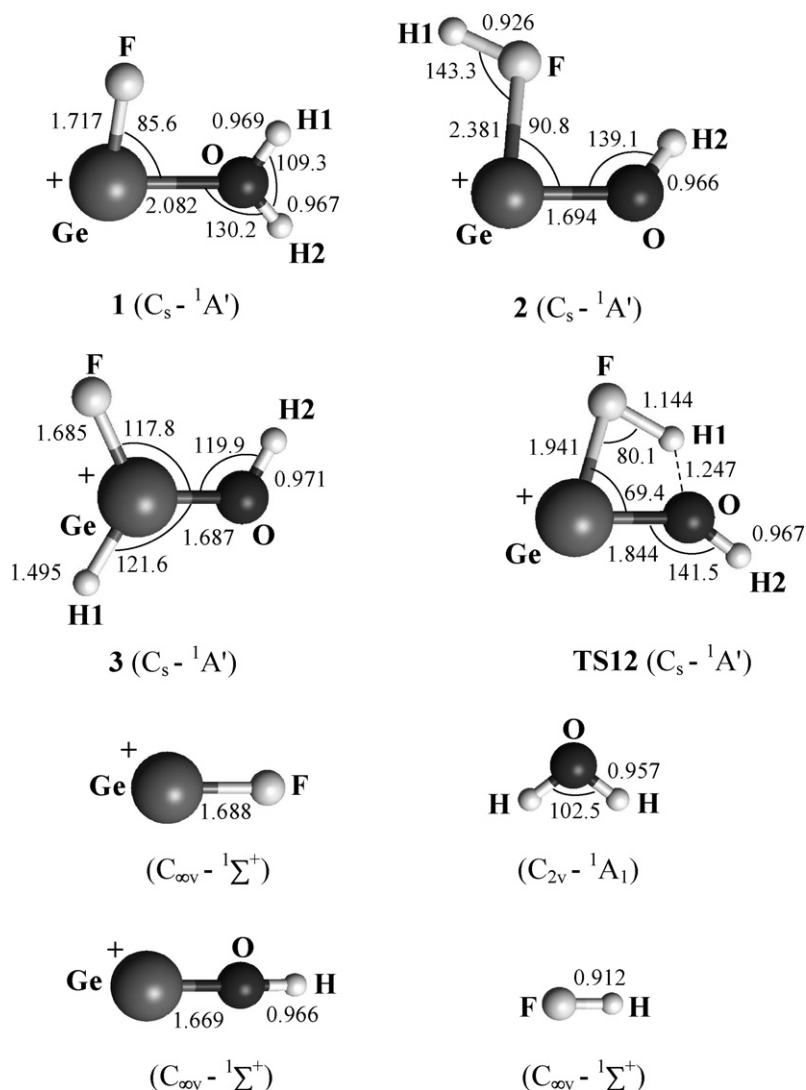 H1
0.926
F
143.3
F
1.717
85.6
0.969
H1
O
109.3
+
2.082
0.967
130.2
Ge
H2
2.381
90.8
139.1
H2
+
0.966
Ge
1.694
O
1 (Cs - ¹A')
2 (Cs - ¹A')
F
1.685
117.8
119.9
H2
+
0.971
Ge
1.687
O
1.495
121.6
H1
F
1.144
1.941
80.1
H1
1.247
+
69.4
O
Ge
1.844
0.967
141.5
H2
3 (Cs - ¹A')
TS12 (Cs - ¹A')
+
Ge
F
1.688
O
0.957
H
H
102.5
(C∞v - ¹Σ⁺)
(C2v - ¹A1)
+
O
Ge
H
1.669
0.966
0.912
F
H
(C∞v - ¹Σ⁺)
(C∞v - ¹Σ⁺)